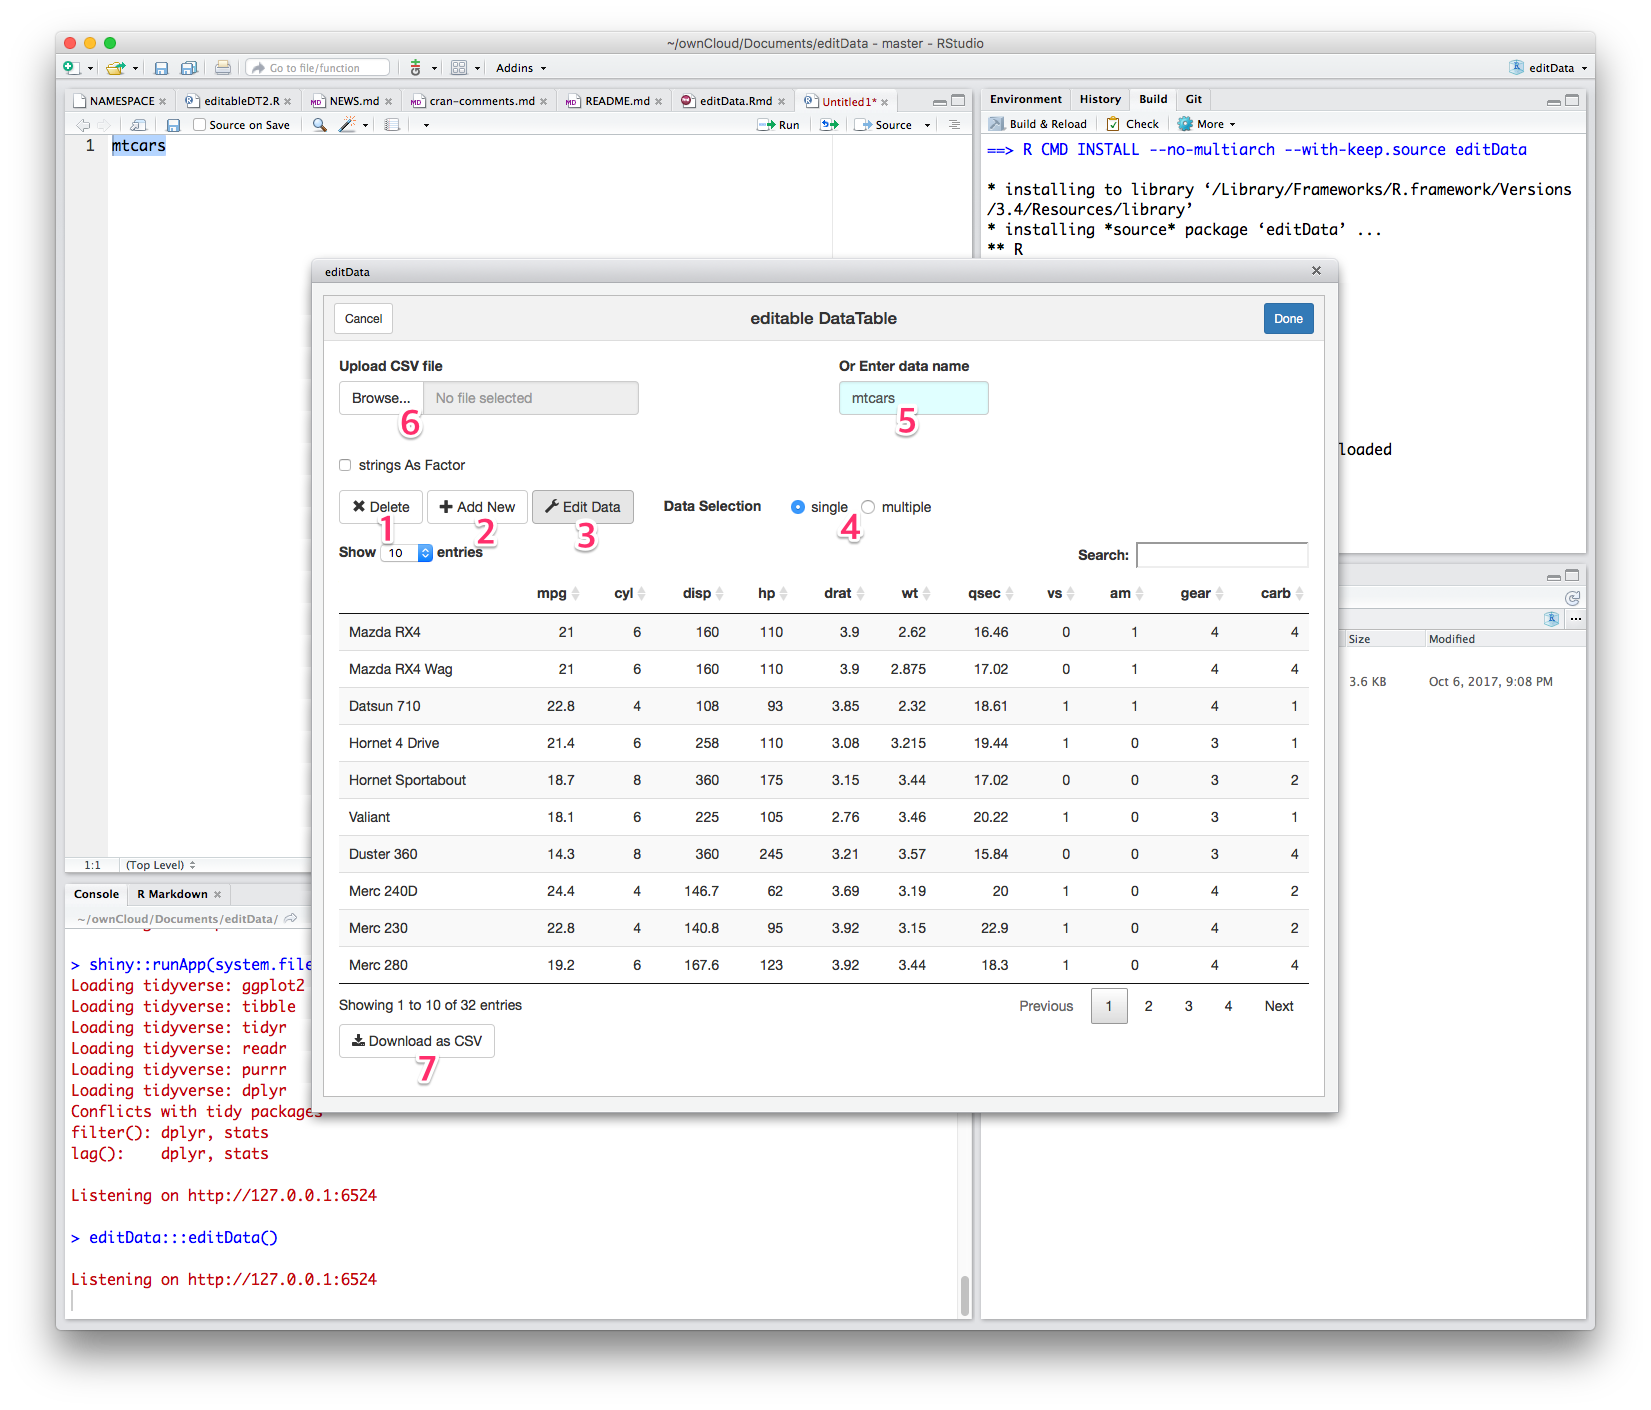 ~/ownCloud/Documents/editData - master - RStudio
Go to file/function
Addins
editData
NAMESPACE
editableDT2.R
NEWS.md
cran-comments.md
README.md
editData.Rmd
Untitled1*
Source on Save
Run
Source
1 mtcars
1:1 (Top Level)
Environment History Build Git
Build & Reload Check More
==> R CMD INSTALL --no-multiarch --with-keep.source editData
* installing to library ‘/Library/Frameworks/R.framework/Versions
/3.4/Resources/library’
* installing *source* package ‘editData’ ...
** R
loaded
editData
Cancel
editable DataTable
Done
Upload CSV file
Or Enter data name
Browse... No file selected
mtcars
6
5
strings As Factor
Delete
Add New
Edit Data
Data Selection single multiple
1
2
3
4
Show 10 entries
Search:
mpg cyl disp hp drat wt qsec vs am gear carb
Mazda RX4 21 6 160 110 3.9 2.62 16.46 0 1 4 4
Mazda RX4 Wag 21 6 160 110 3.9 2.875 17.02 0 1 4 4
Datsun 710 22.8 4 108 93 3.85 2.32 18.61 1 1 4 1
Hornet 4 Drive 21.4 6 258 110 3.08 3.215 19.44 1 0 3 1
Hornet Sportabout 18.7 8 360 175 3.15 3.44 17.02 0 0 3 2
Valiant 18.1 6 225 105 2.76 3.46 20.22 1 0 3 1
Duster 360 14.3 8 360 245 3.21 3.57 15.84 0 0 3 4
Merc 240D 24.4 4 146.7 62 3.69 3.19 20 1 0 4 2
Merc 230 22.8 4 140.8 95 3.92 3.15 22.9 1 0 4 2
Merc 280 19.2 6 167.6 123 3.92 3.44 18.3 1 0 4 4
Showing 1 to 10 of 32 entries
Previous 1 2 3 4 Next
Download as CSV
7
Size Modified
3.6 KB Oct 6, 2017, 9:08 PM
Console R Markdown
~/ownCloud/Documents/editData/
> shiny::runApp(system.file
Loading tidyverse: ggplot2
Loading tidyverse: tibble
Loading tidyverse: tidyr
Loading tidyverse: readr
Loading tidyverse: purrr
Loading tidyverse: dplyr
Conflicts with tidy packages
filter(): dplyr, stats
lag(): dplyr, stats
Listening on http://127.0.0.1:6524
> editData:::editData()
Listening on http://127.0.0.1:6524